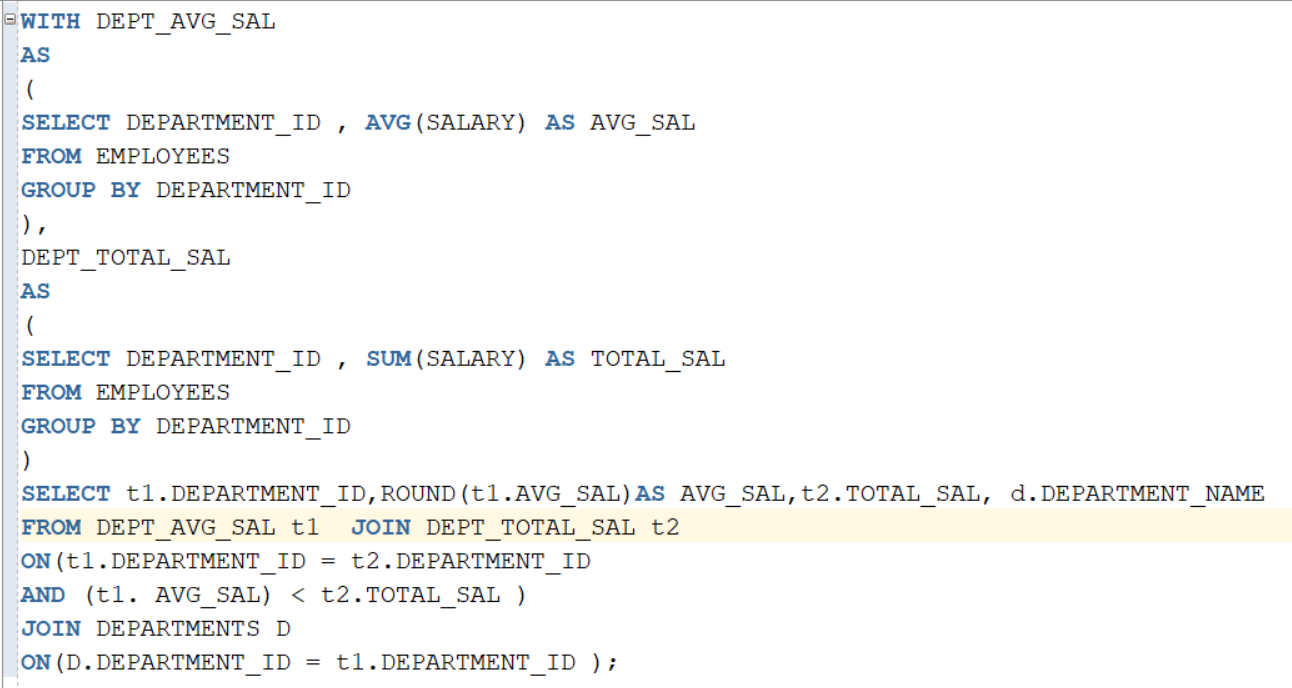 WITH DEPT_AVG_SAL
AS
(
SELECT DEPARTMENT_ID , AVG(SALARY) AS AVG_SAL
FROM EMPLOYEES
GROUP BY DEPARTMENT_ID
),
DEPT_TOTAL_SAL
AS
(
SELECT DEPARTMENT_ID , SUM(SALARY) AS TOTAL_SAL
FROM EMPLOYEES
GROUP BY DEPARTMENT_ID
)
SELECT t1.DEPARTMENT_ID,ROUND(t1.AVG_SAL)AS AVG_SAL,t2.TOTAL_SAL, d.DEPARTMENT_NAME
FROM DEPT_AVG_SAL t1  JOIN DEPT_TOTAL_SAL t2
ON(t1.DEPARTMENT_ID = t2.DEPARTMENT_ID
AND (t1. AVG_SAL) < t2.TOTAL_SAL )
JOIN DEPARTMENTS D
ON(D.DEPARTMENT_ID = t1.DEPARTMENT_ID );